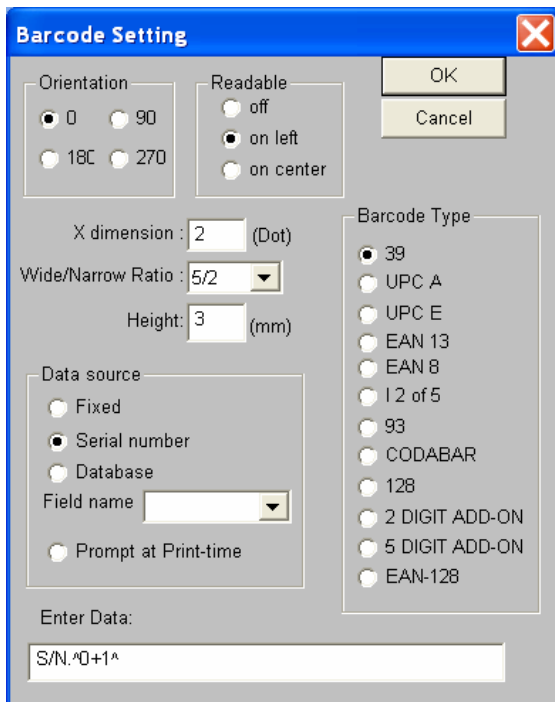 Barcode Setting
Orientation
0 90
180 270
Readable
off
on left
on center
OK
Cancel
X dimension : 2 (Dot)
Wide/Narrow Ratio : 5/2
Height: 3 (mm)
Data source
Fixed
Serial number
Database
Field name
Prompt at Print-time
Barcode Type
39
UPC A
UPC E
EAN 13
EAN 8
I 2 of 5
93
CODABAR
128
2 DIGIT ADD-ON
5 DIGIT ADD-ON
EAN-128
Enter Data:
S/N.^0+1^